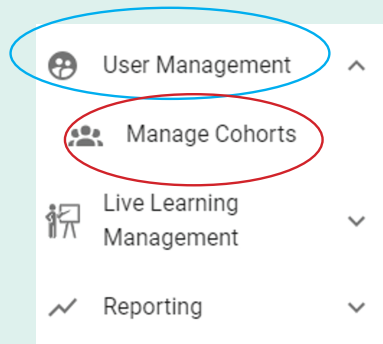 User Management
Manage Cohorts
Live Learning
Management
Reporting